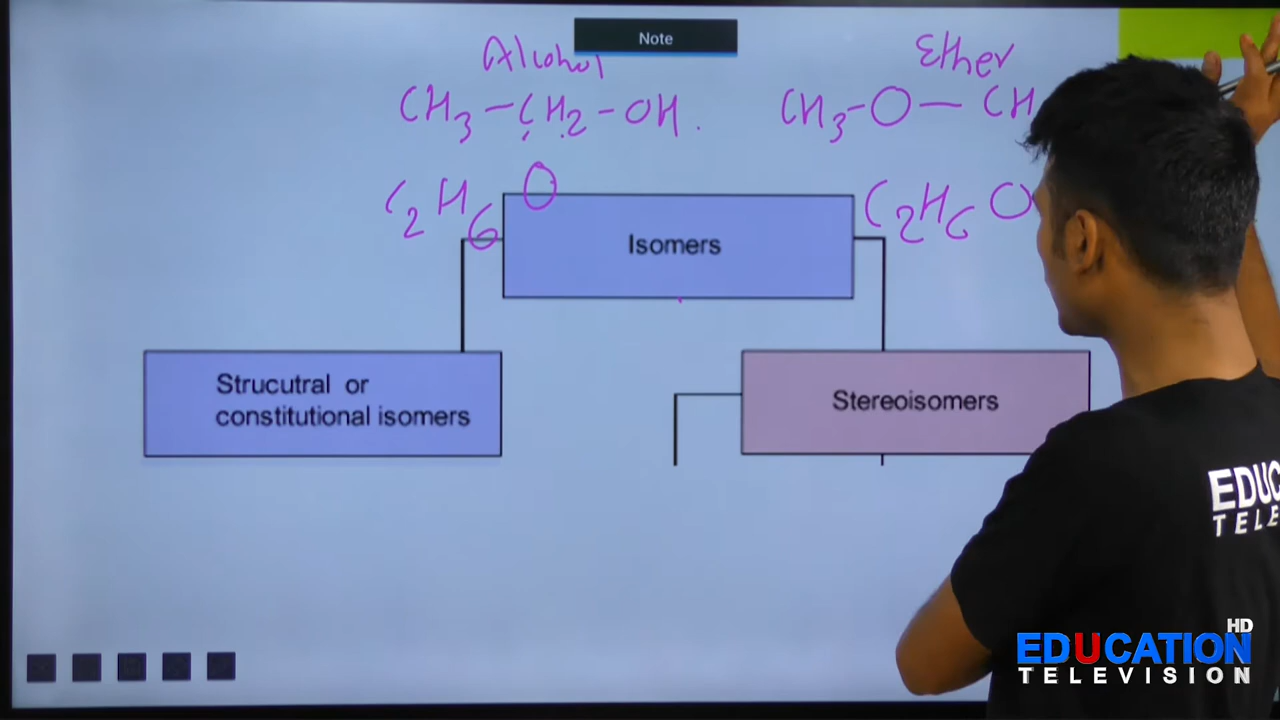 Note
Alcohol
Ether
CH3-CH2-OH.
CH3-O-CH
C2H6O
C2H6O
Isomers
Strucutral or
constitutional isomers
Stereoisomers
EDUC
TELE
HD
EDUCATION
TELEVISION